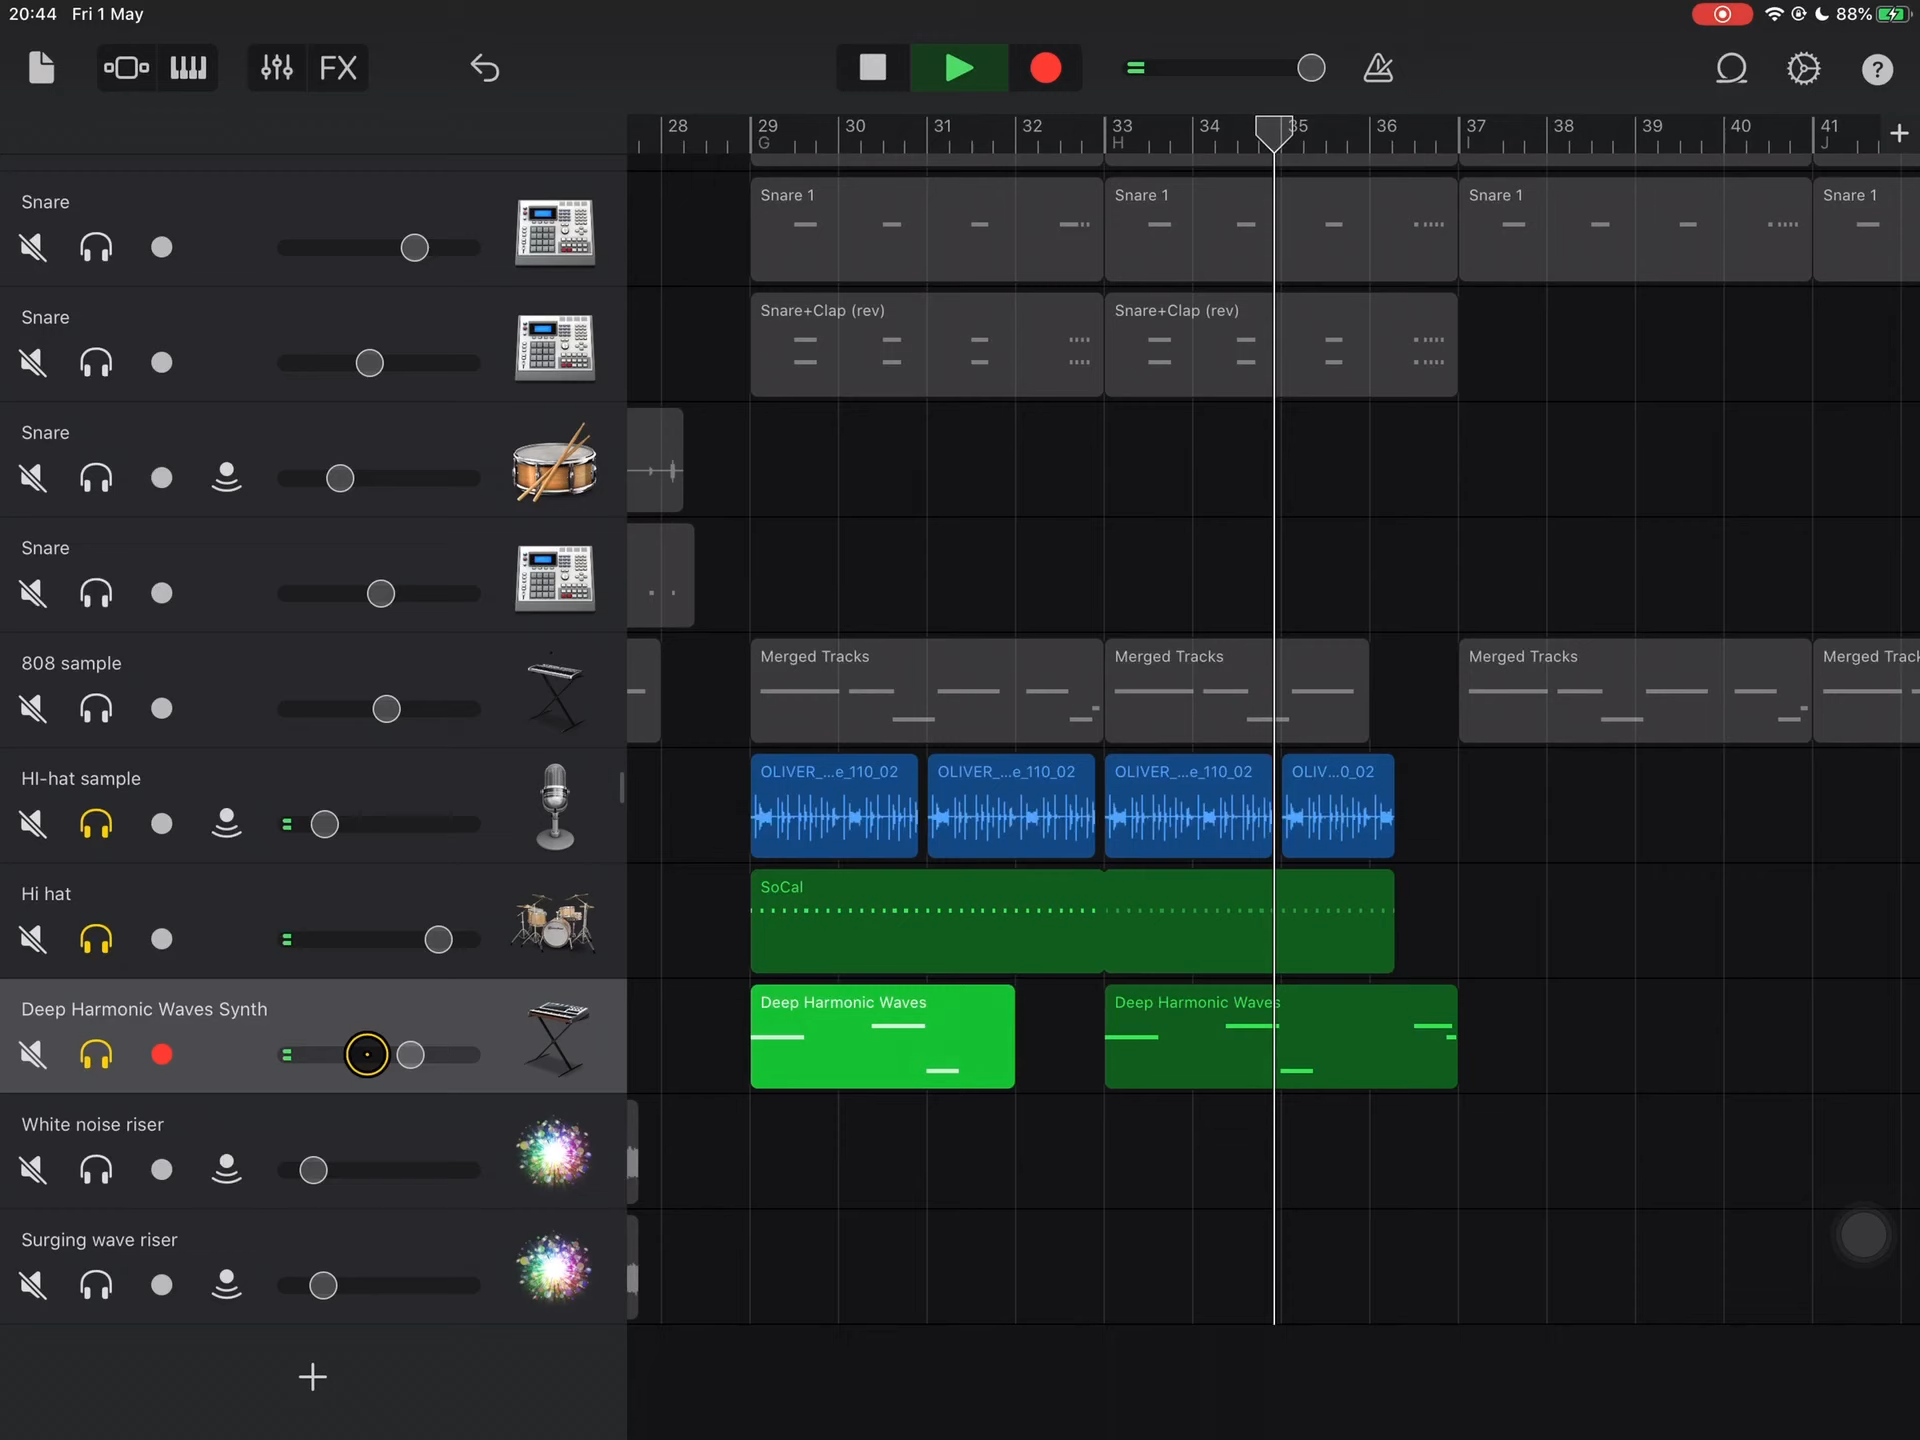 20:44 Fri 1 May
88%
FX
?
28 29 30 31 32 33 34 35 36 37 38 39 40 41
G H I J
Snare
Snare 1 Snare 1 Snare 1 Snare 1
Snare
Snare+Clap (rev) Snare+Clap (rev)
Snare
Snare
808 sample
Merged Tracks Merged Tracks Merged Tracks Merged Track
HI-hat sample
OLIVER_...e_110_02 OLIVER_...e_110_02 OLIVER_...e_110_02 OLIV...0_02
Hi hat
SoCal
Deep Harmonic Waves Synth
Deep Harmonic Waves Deep Harmonic Waves
White noise riser
Surging wave riser